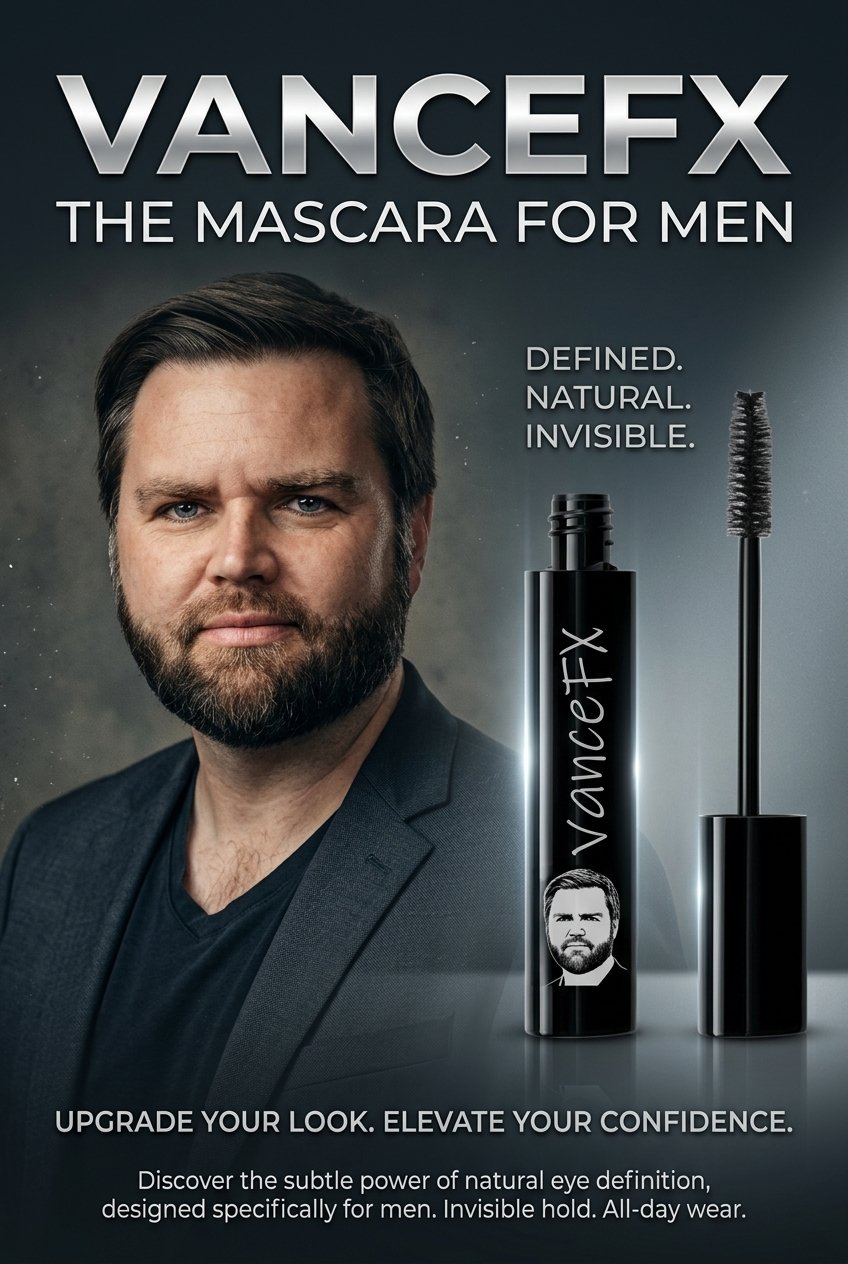 VANCEFX
THE MASCARA FOR MEN
DEFINED.
NATURAL.
INVISIBLE.
vanceFX
UPGRADE YOUR LOOK. ELEVATE YOUR CONFIDENCE.
Discover the subtle power of natural eye definition,
designed specifically for men. Invisible hold. All-day wear.